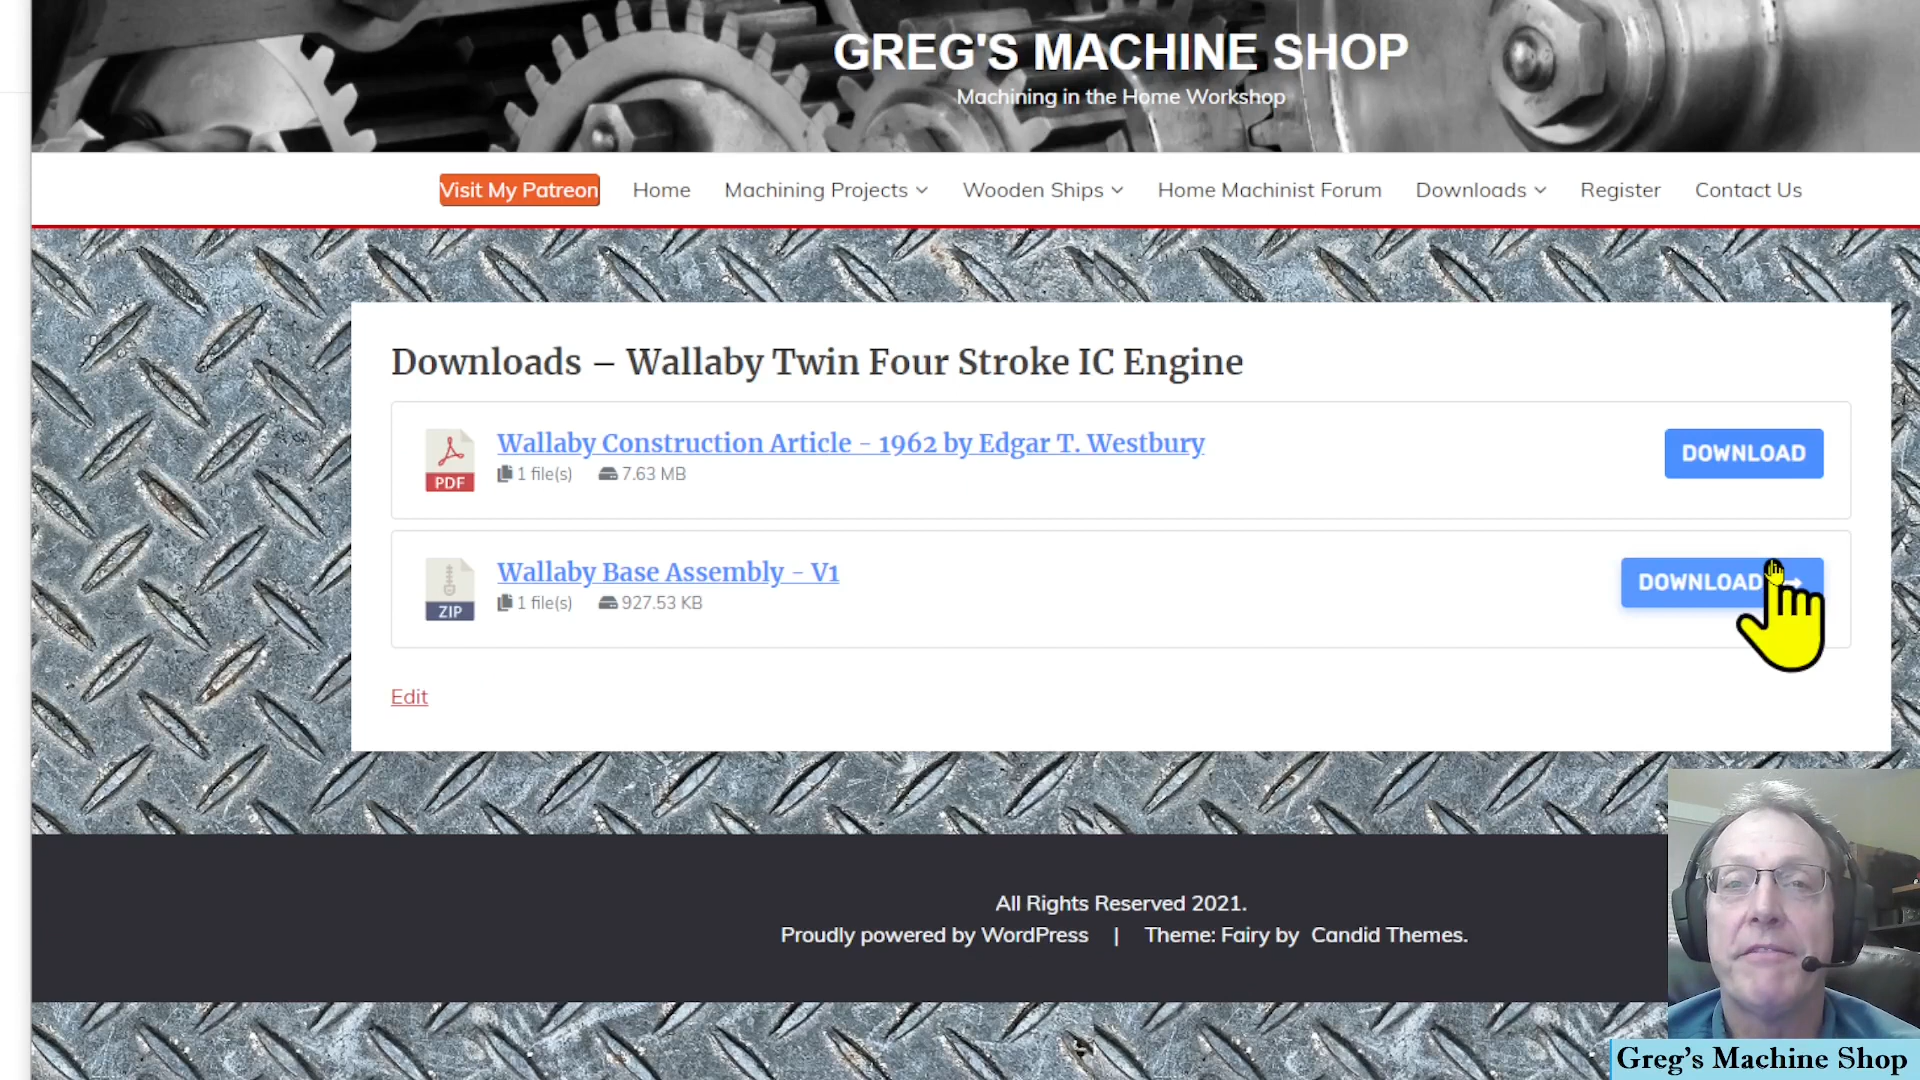 GREG'S MACHINE SHOP
Machining in the Home Workshop
Visit My Patreon Home Machining Projects Wooden Ships Home Machinist Forum Downloads Register Contact Us
Downloads – Wallaby Twin Four Stroke IC Engine
Wallaby Construction Article - 1962 by Edgar T. Westbury
DOWNLOAD
1 file(s) 7.63 MB
PDF
Wallaby Base Assembly - V1
DOWNLOAD
1 file(s) 927.53 KB
ZIP
Edit
All Rights Reserved 2021.
Proudly powered by WordPress | Theme: Fairy by Candid Themes.
Greg's Machine Shop